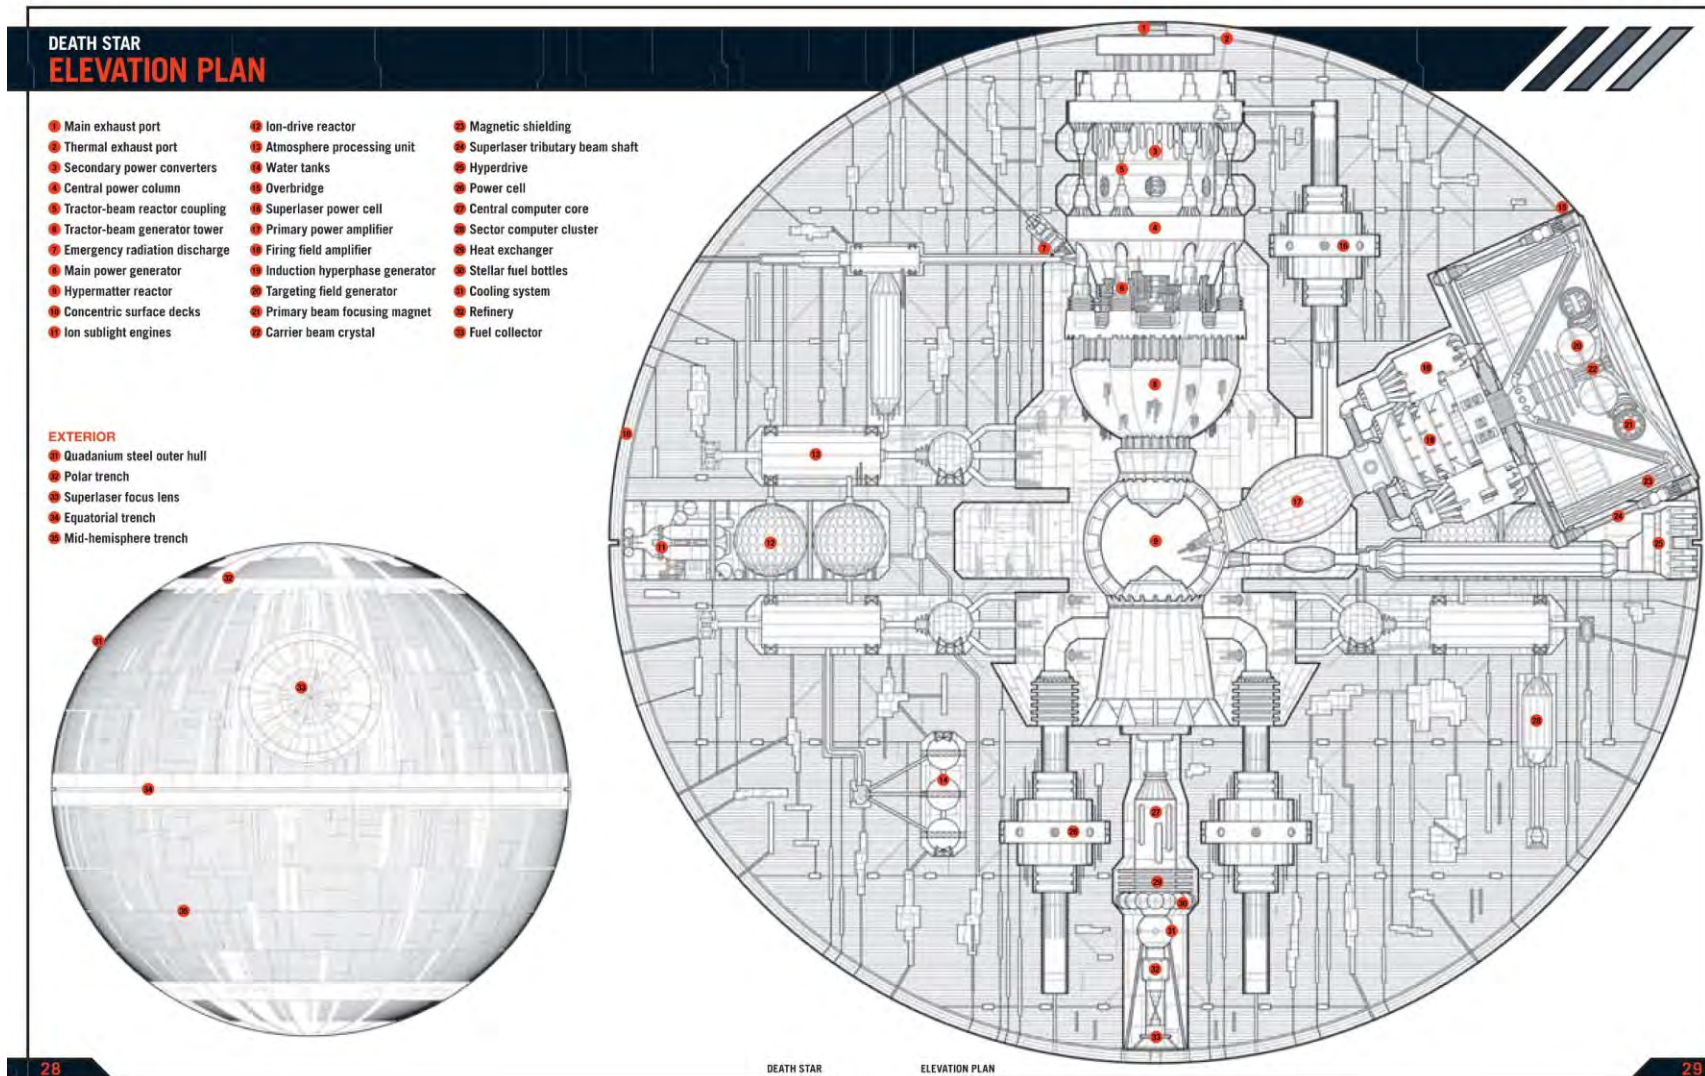 DEATH STAR
ELEVATION PLAN
1 Main exhaust port
2 Thermal exhaust port
3 Secondary power converters
4 Central power column
5 Tractor-beam reactor coupling
6 Tractor-beam generator tower
7 Emergency radiation discharge
8 Main power generator
9 Hypermatter reactor
10 Concentric surface decks
11 Ion sublight engines
12 Ion-drive reactor
13 Atmosphere processing unit
14 Water tanks
15 Overbridge
16 Superlaser power cell
17 Primary power amplifier
18 Firing field amplifier
19 Induction hyperphase generator
20 Targeting field generator
21 Primary beam focusing magnet
22 Carrier beam crystal
23 Magnetic shielding
24 Superlaser tributary beam shaft
25 Hyperdrive
26 Power cell
27 Central computer core
28 Sector computer cluster
29 Heat exchanger
30 Stellar fuel bottles
31 Cooling system
32 Refinery
33 Fuel collector
EXTERIOR
31 Quadanium steel outer hull
32 Polar trench
33 Superlaser focus lens
34 Equatorial trench
35 Mid-hemisphere trench
28
DEATH STAR
ELEVATION PLAN
29